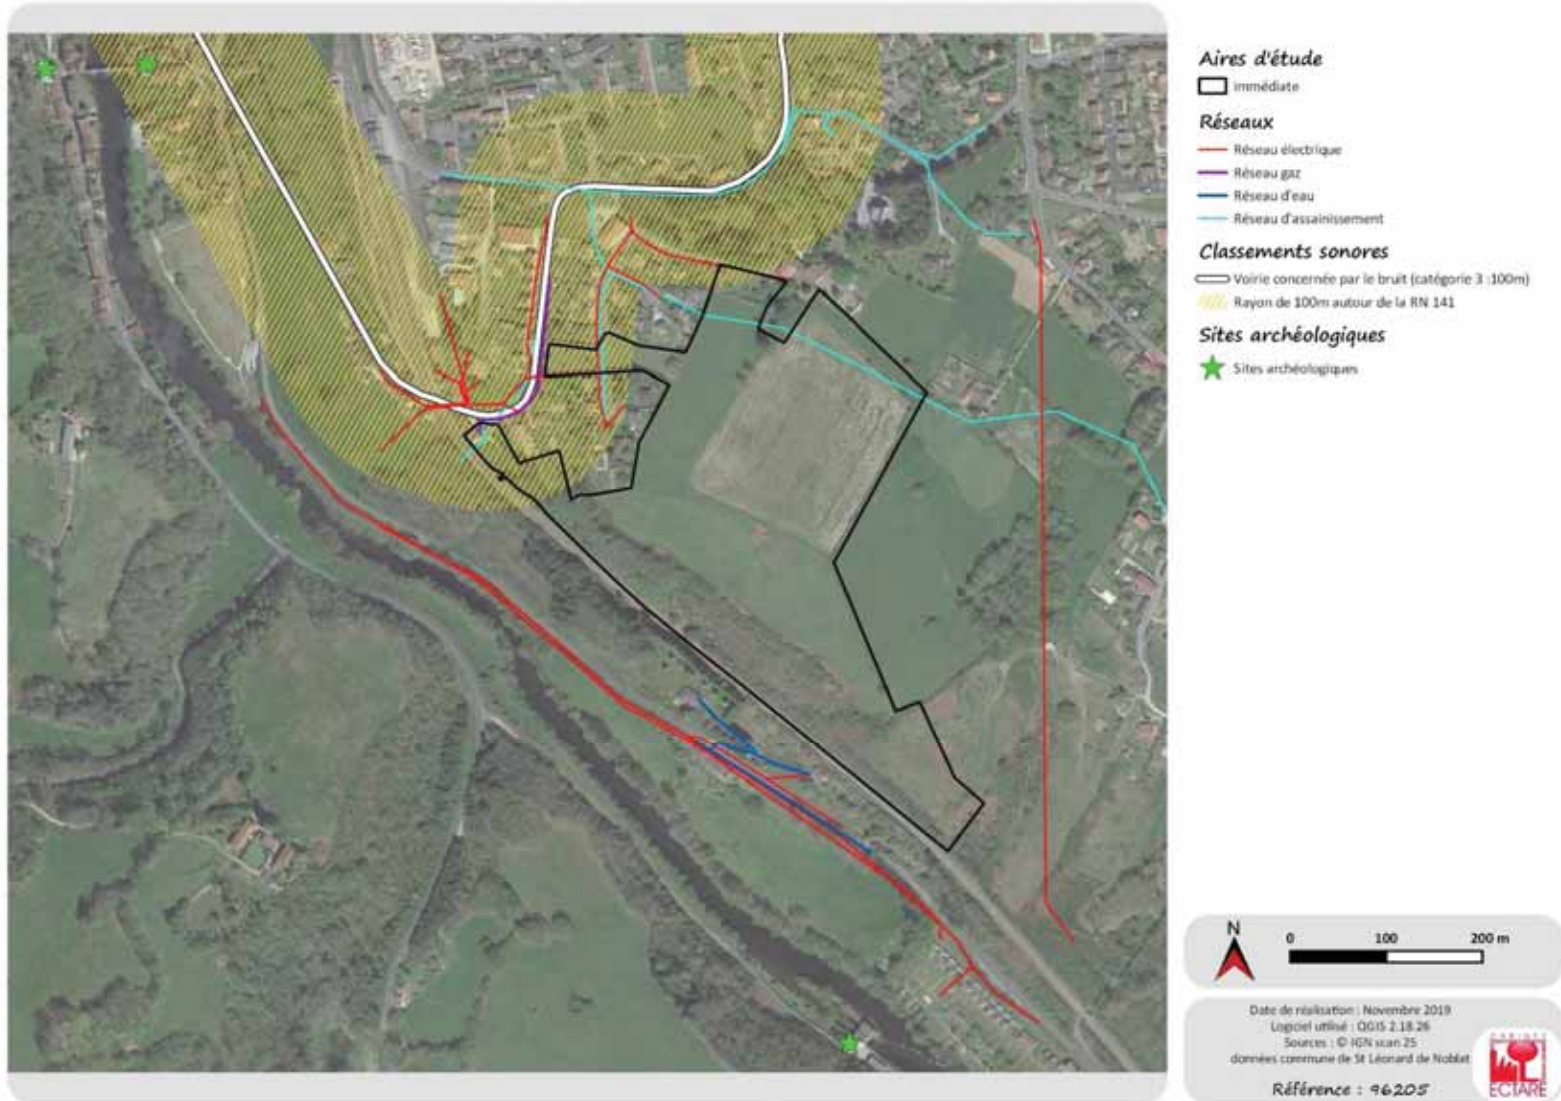 Aires d'étude
immédiate
Réseaux
Réseau électrique
Réseau gaz
Réseau d'eau
Réseau d'assainissement
Classements sonores
Voirie concernée par le bruit (catégorie 3 :100m)
Rayon de 100m autour de la RN 141
Sites archéologiques
Sites archéologiques
N
0 100 200 m
Date de réalisation : Novembre 2019
Logiciel utilisé : QGIS 2.18.26
Sources : © IGN scan 25
données commune de St Léonard de Noblat
Référence : 96205
CABINET
ECTARE